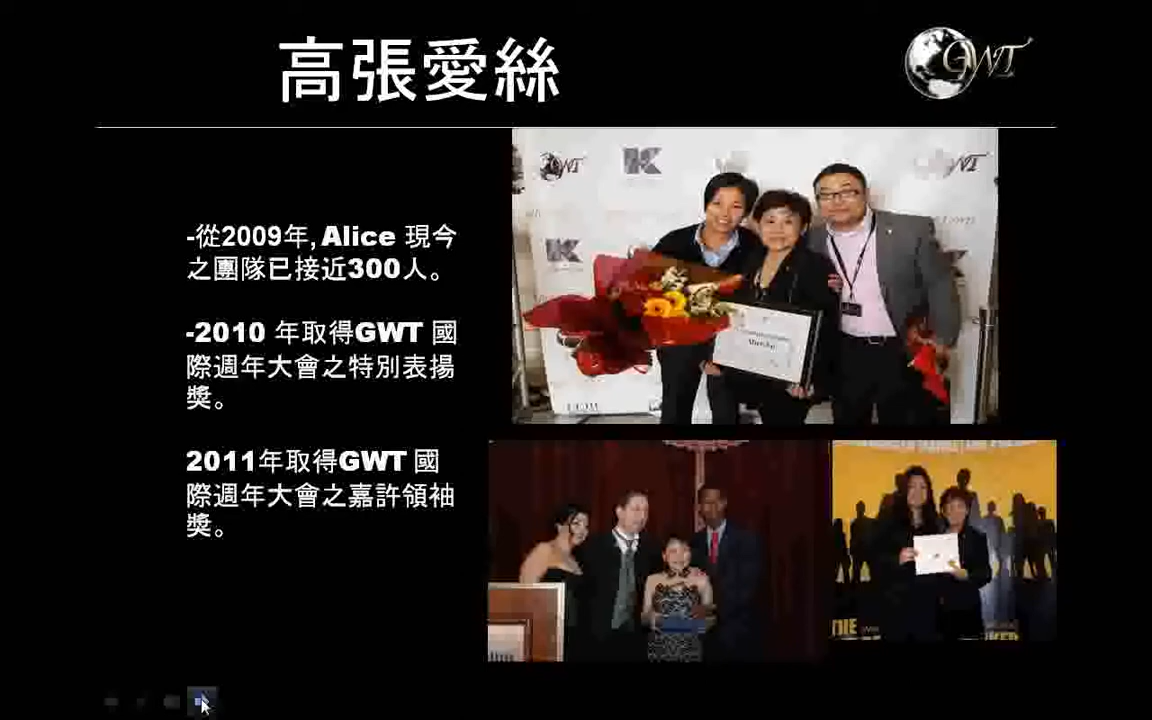 高張愛絲
GWT
-從2009年, Alice 現今
之團隊已接近300人。
-2010 年取得GWT 國
際週年大會之特別表揚
獎。
2011年取得GWT 國
際週年大會之嘉許領袖
獎。
GWT
K
GWT
K